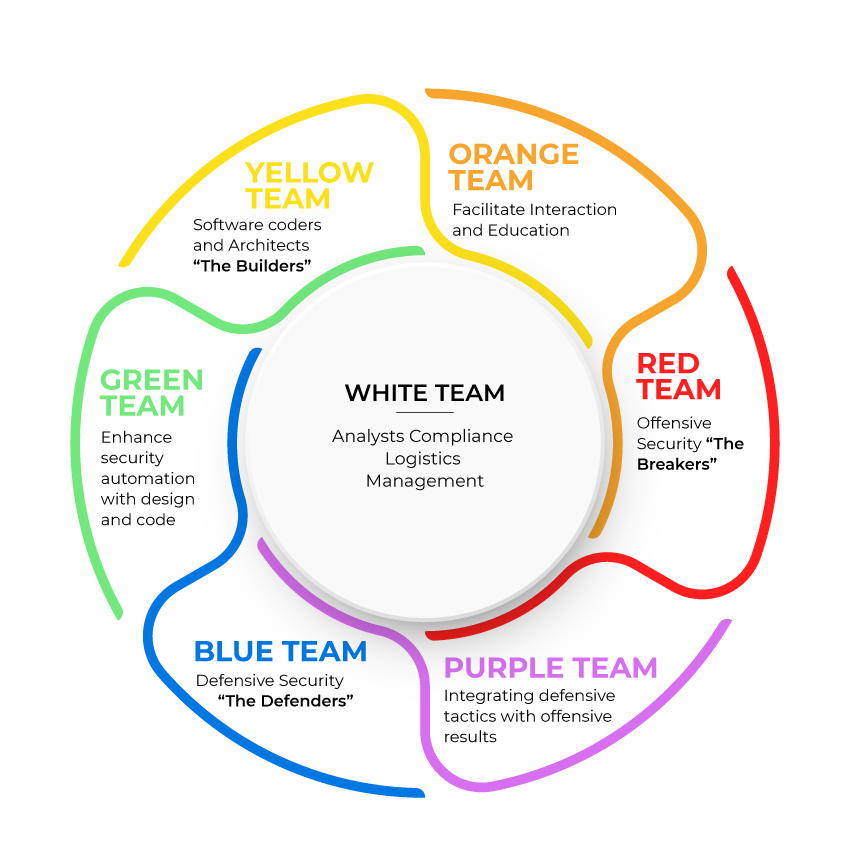 YELLOW
TEAM
Software coders
and Architects
“The Builders”
ORANGE
TEAM
Facilitate Interaction
and Education
RED
TEAM
Offensive
Security “The
Breakers”
PURPLE TEAM
Integrating defensive
tactics with offensive
results
BLUE TEAM
Defensive Security
“The Defenders”
GREEN
TEAM
Enhance
security
automation
with design
and code
WHITE TEAM
Analysts Compliance
Logistics
Management